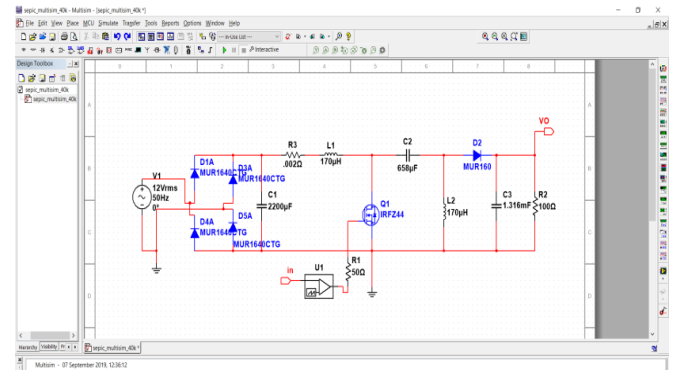 sepic_multisim_40k - Multisim - [sepic_multisim_40k *]
File Edit View Place MCU Simulate Transfer Tools Reports Options Window Help
--- In-Use List ---
Interactive
Design Toolbox
sepic_multisim_40k
sepic_multisim_40k
0 1 2 3 4 5 6 7 8
A
B
C
D
A
B
C
D
VO
V1
12Vrms
50Hz
0°
D1A
MUR1640CTG
D3A
MUR1640CTG
D4A
MUR1640CTG
D5A
MUR1640CTG
C1
2200µF
R3
.002Ω
L1
170µH
C2
658µF
D2
MUR160
Q1
IRFZ44
L2
170µH
C3
1.316mF
R2
100Ω
R1
50Ω
in
U1
Hierarchy Visibility
sepic_multisim_40k *
Multisim - 07 September 2019, 12:36:12